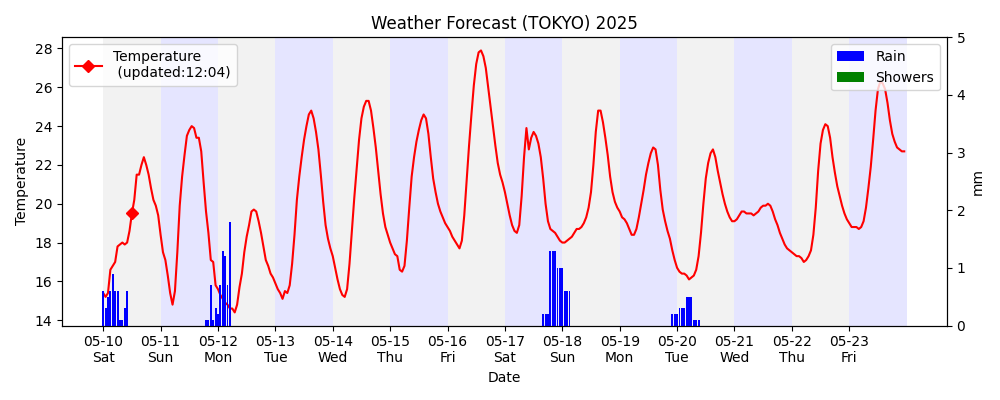 Weather Forecast (TOKYO) 2025
Temperature
(updated:12:04)
Rain
Showers
28
26
24
22
20
18
16
14
Temperature
5
4
3
2
1
0
mm
05-10 05-11 05-12 05-13 05-14 05-15 05-16 05-17 05-18 05-19 05-20 05-21 05-22 05-23
Sat Sun Mon Tue Wed Thu Fri Sat Sun Mon Tue Wed Thu Fri
Date